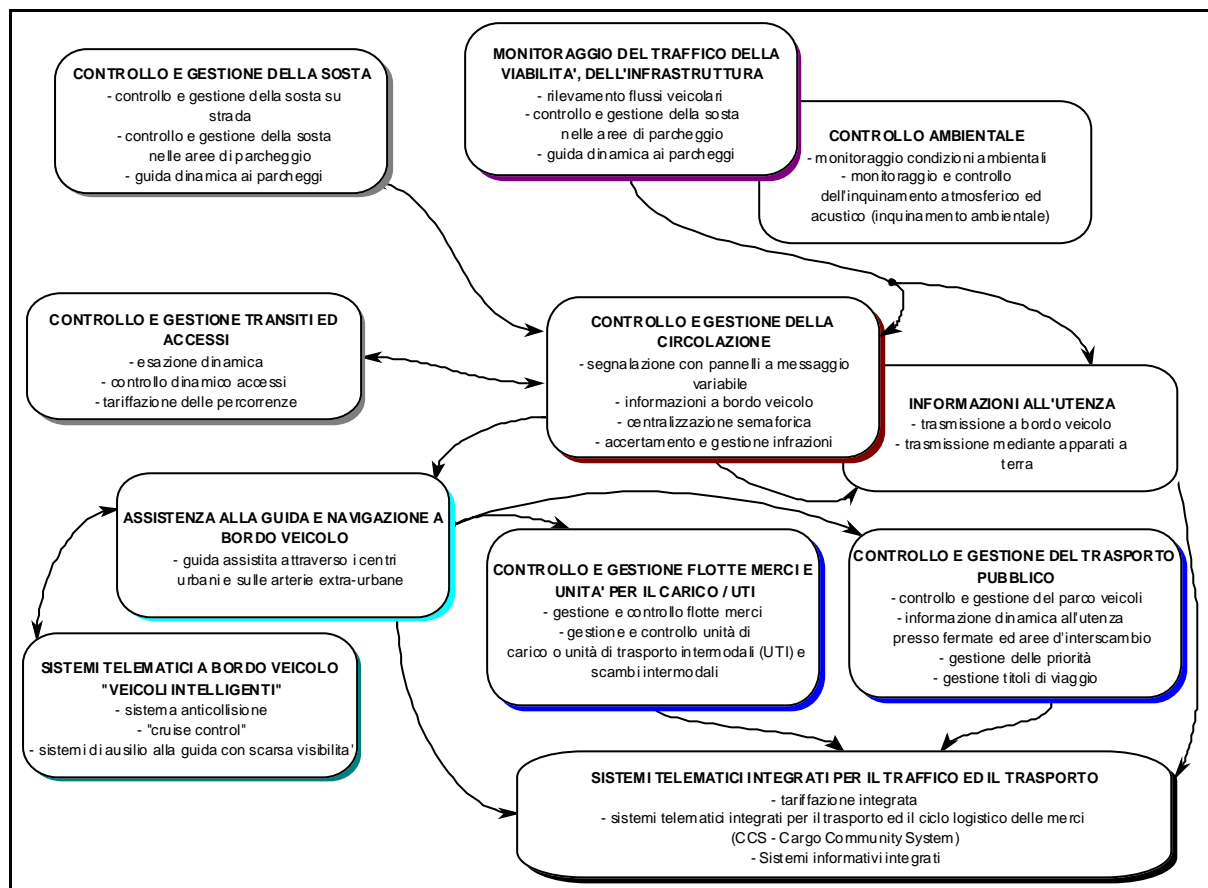 CONTROLLO E GESTIONE DELLA SOSTA
- controllo e gestione della sosta su
strada
- controllo e gestione della sosta
nelle aree di parcheggio
- guida dinamica ai parcheggi
MONITORAGGIO DEL TRAFFICO DELLA
VIABILITA', DELL'INFRASTRUTTURA
- rilevamento flussi veicolari
- controllo e gestione della sosta
nelle aree di parcheggio
- guida dinamica ai parcheggi
CONTROLLO AMBIENTALE
- monitoraggio condizioni ambientali
- monitoraggio e controllo
dell'inquinamento atmosferico ed
acustico (inquinamento ambientale)
CONTROLLO E GESTIONE TRANSITI ED
ACCESSI
- esazione dinamica
- controllo dinamico accessi
- tariffazione delle percorrenze
CONTROLLO E GESTIONE DELLA
CIRCOLAZIONE
- segnalazione con pannelli a messaggio
variabile
- informazioni a bordo veicolo
- centralizzazione semaforica
- accertamento e gestione infrazioni
INFORMAZIONI ALL'UTENZA
- trasmissione a bordo veicolo
- trasmissione mediante apparati a
terra
ASSISTENZA ALLA GUIDA E NAVIGAZIONE A
BORDO VEICOLO
- guida assistita attraverso i centri
urbani e sulle arterie extra-urbane
CONTROLLO E GESTIONE FLOTTE MERCI E
UNITA' PER IL CARICO / UTI
- gestione e controllo flotte merci
- gestione e controllo unità di
carico o unità di trasporto intermodali (UTI) e
scambi intermodali
CONTROLLO E GESTIONE DEL TRASPORTO
PUBBLICO
- controllo e gestione del parco veicoli
- informazione dinamica all'utenza
presso fermate ed aree d'interscambio
- gestione delle priorità
- gestione titoli di viaggio
SISTEMI TELEMATICI A BORDO VEICOLO
"VEICOLI INTELLIGENTI"
- sistema anticollisione
- "cruise control"
- sistemi di ausilio alla guida con scarsa visibilita'
SISTEMI TELEMATICI INTEGRATI PER IL TRAFFICO ED IL TRASPORTO
- tariffazione integrata
- sistemi telematici integrati per il trasporto ed il ciclo logistico delle merci
(CCS - Cargo Community System)
- Sistemi informativi integrati